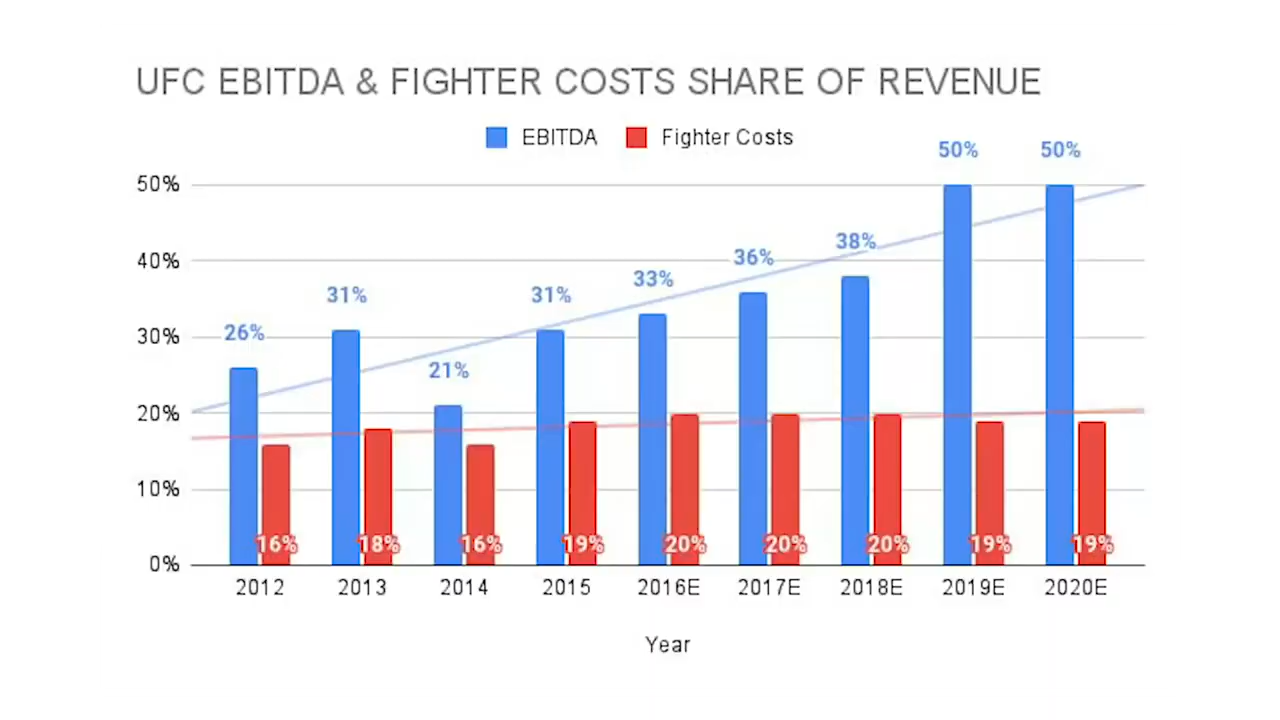 UFC EBITDA & FIGHTER COSTS SHARE OF REVENUE
EBITDA Fighter Costs
50% 50%
50%
38%
40%
36%
33%
31% 31%
30%
26%
21%
20%
10%
16% 18% 16% 19% 20% 20% 20% 19% 19%
0%
2012 2013 2014 2015 2016E 2017E 2018E 2019E 2020E
Year